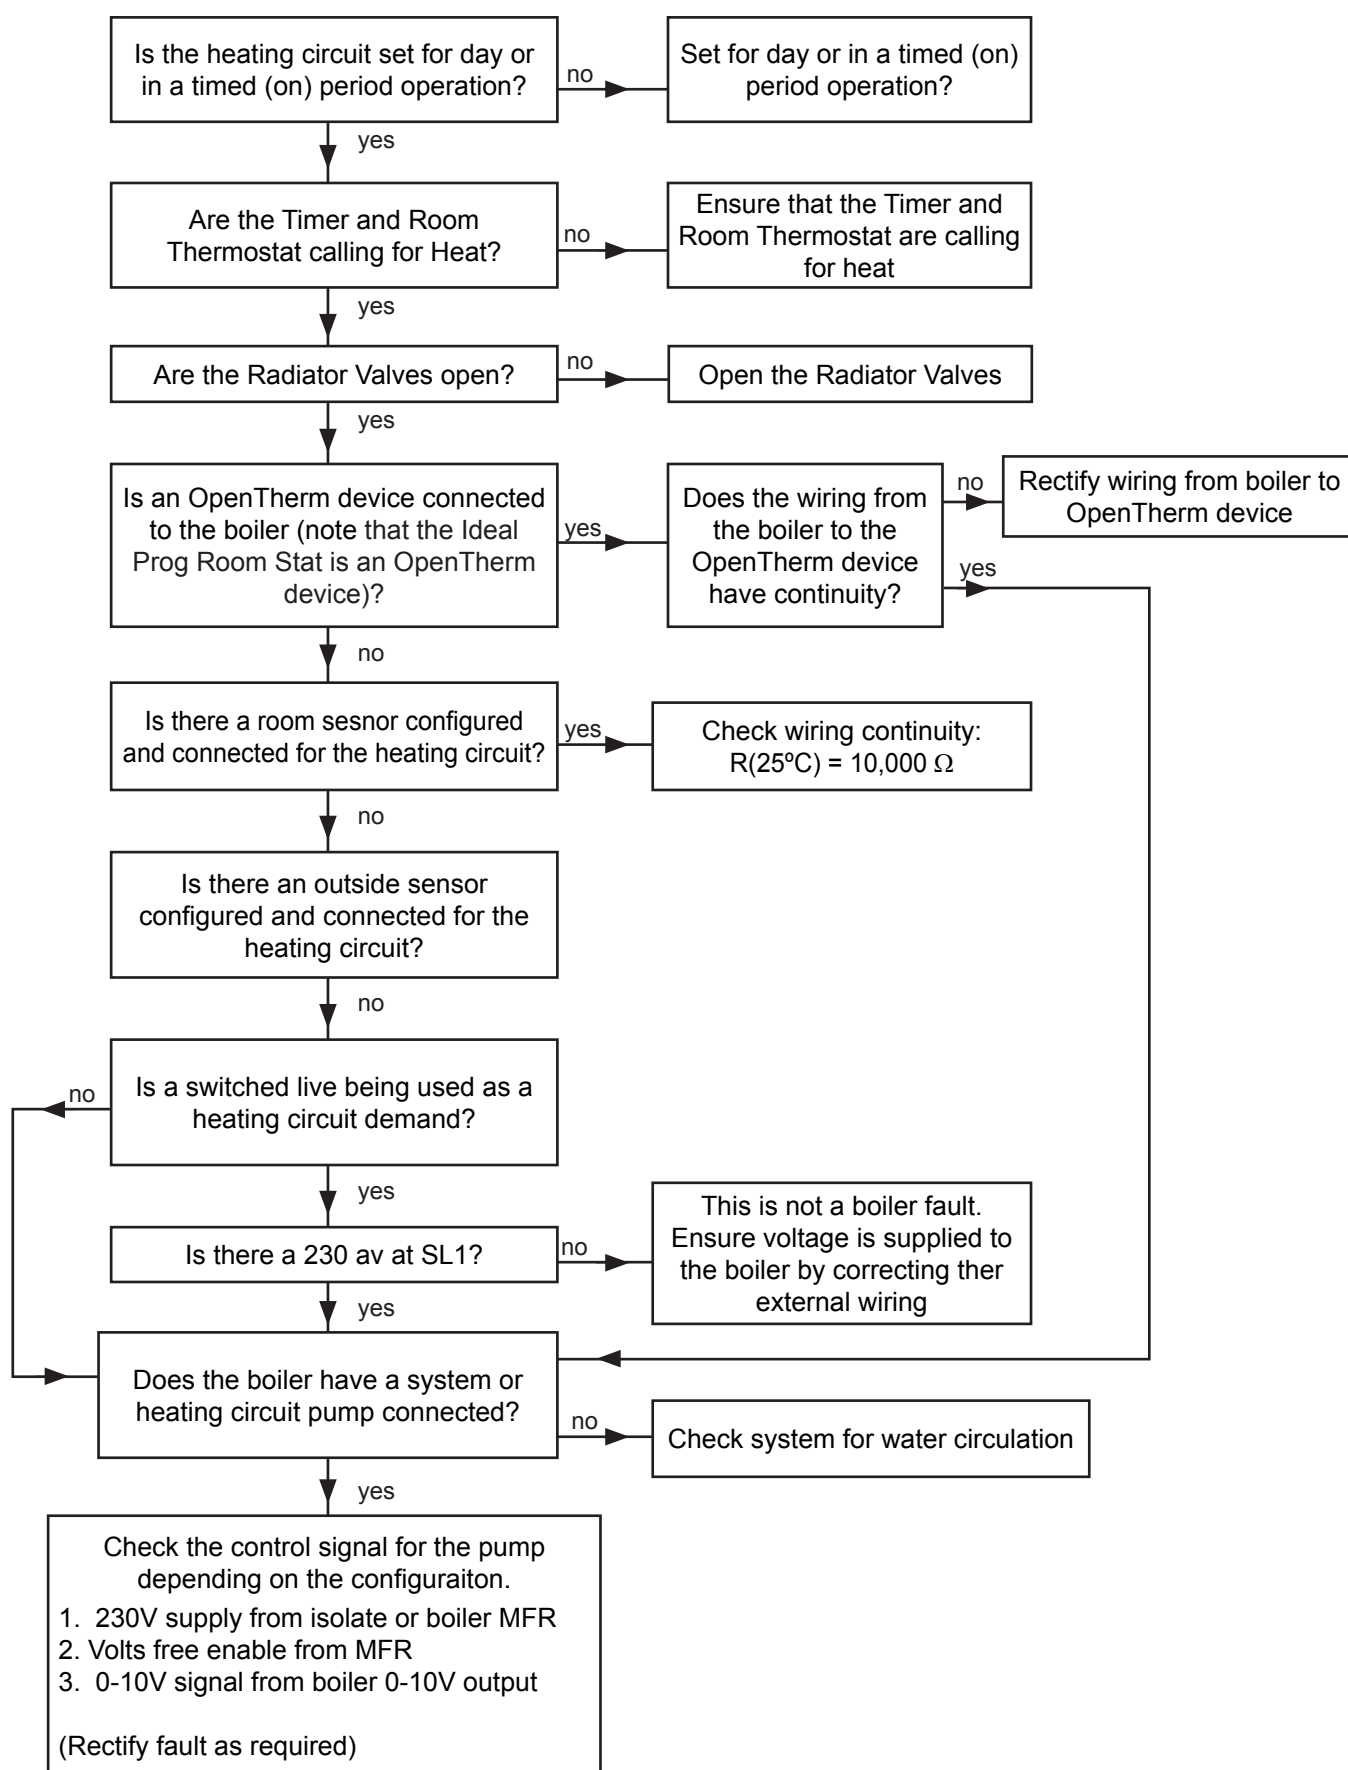 Is the heating circuit set for day or
in a timed (on) period operation?
no
Set for day or in a timed (on)
period operation?
yes
Are the Timer and Room
Thermostat calling for Heat?
no
Ensure that the Timer and
Room Thermostat are calling
for heat
yes
Are the Radiator Valves open?
no
Open the Radiator Valves
yes
Is an OpenTherm device connected
to the boiler (note that the Ideal
Prog Room Stat is an OpenTherm
device)?
yes
Does the wiring from
the boiler to the
OpenTherm device
have continuity?
no
Rectify wiring from boiler to
OpenTherm device
yes
no
Is there a room sesnor configured
and connected for the heating circuit?
yes
Check wiring continuity:
R(25ºC) = 10,000 Ω
no
Is there an outside sensor
configured and connected for the
heating circuit?
no
Is a switched live being used as a
heating circuit demand?
no
yes
Is there a 230 av at SL1?
no
This is not a boiler fault.
Ensure voltage is supplied to
the boiler by correcting ther
external wiring
yes
Does the boiler have a system or
heating circuit pump connected?
no
Check system for water circulation
yes
Check the control signal for the pump
depending on the configuraiton.
1. 230V supply from isolate or boiler MFR
2. Volts free enable from MFR
3. 0-10V signal from boiler 0-10V output
(Rectify fault as required)